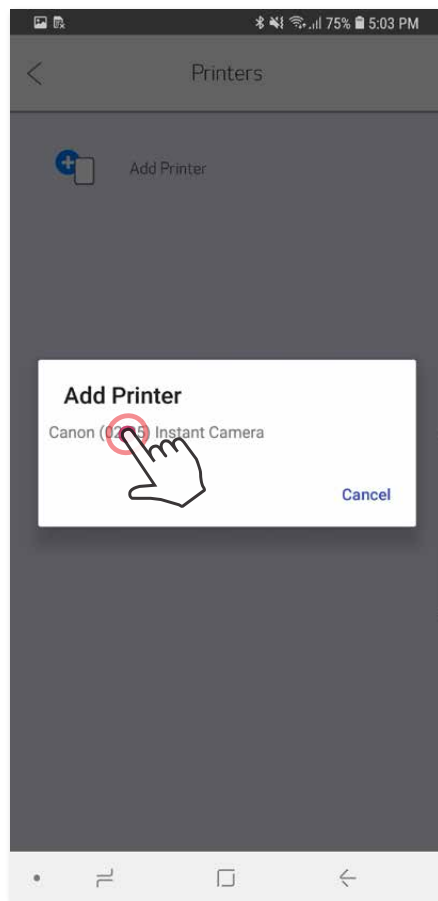 75% 5:03 PM
Printers
Add Printer
Add Printer
Canon ( ) Instant Camera
Cancel